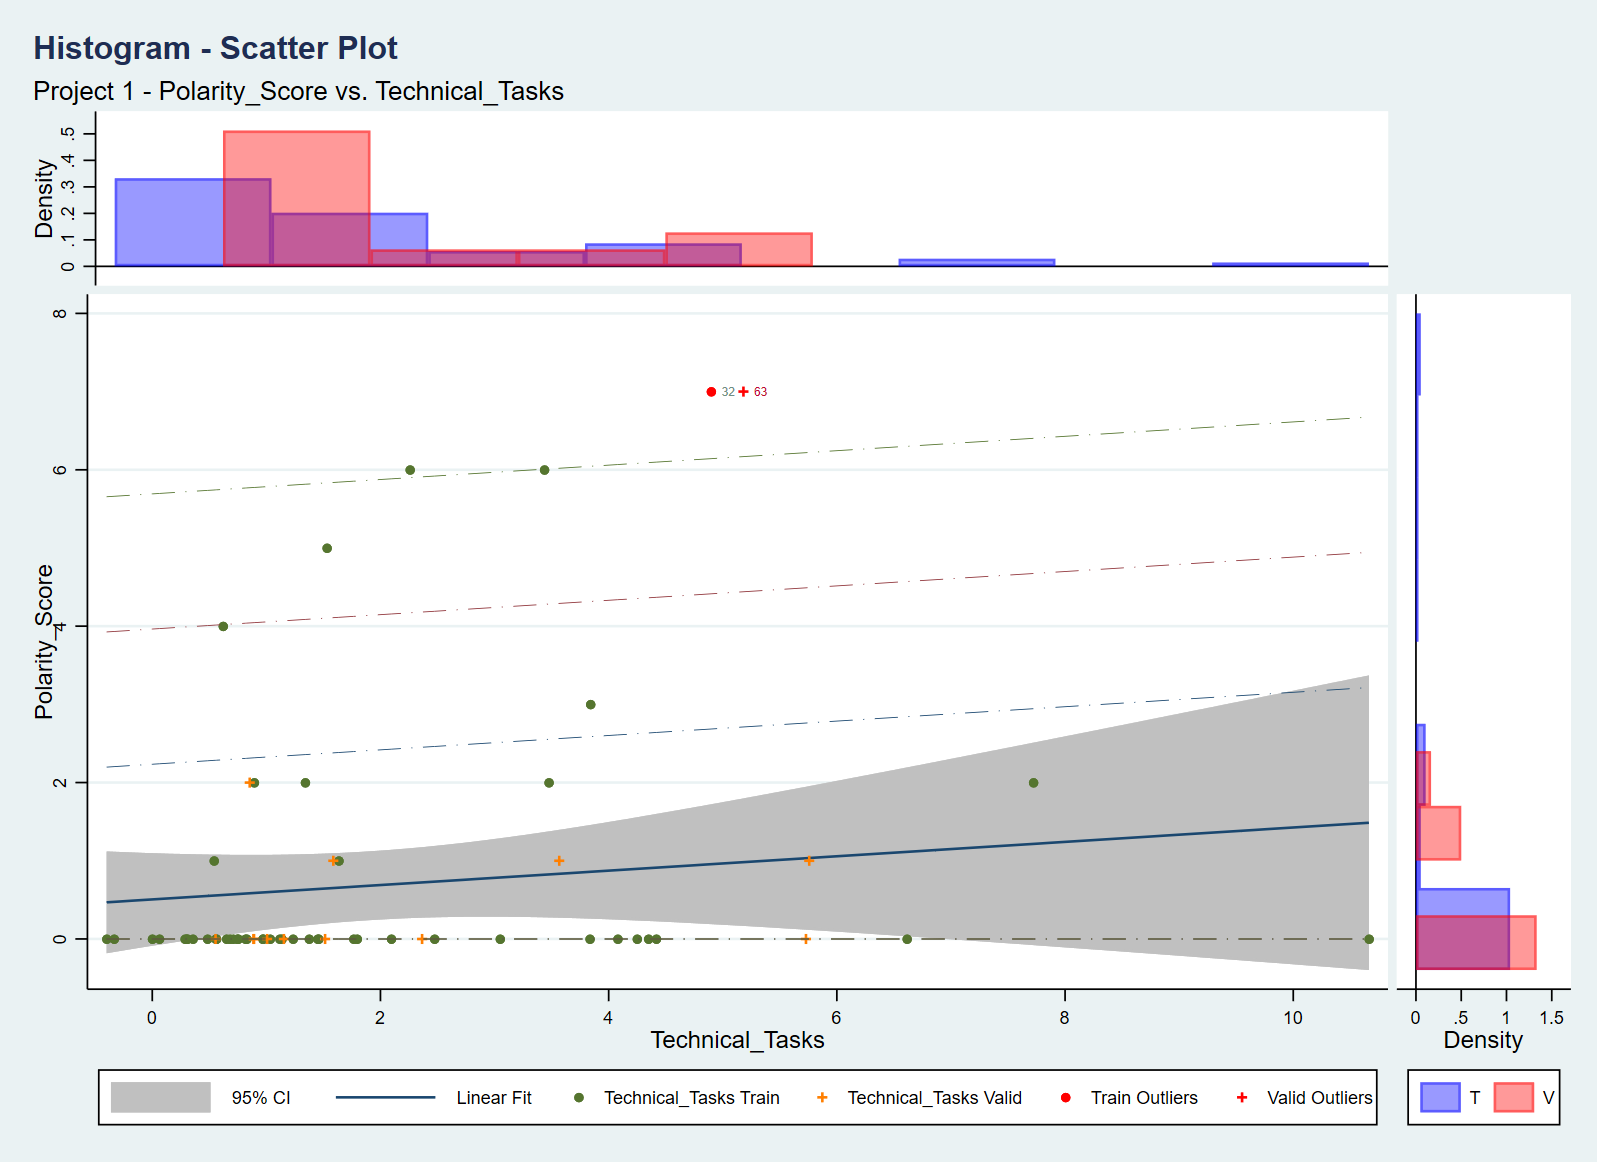 Histogram - Scatter Plot
Project 1 - Polarity_Score vs. Technical_Tasks
Density
.5
.4
.3
.2
.1
0
Polarity_Score
8
6
4
2
0
32
63
0 2 4 6 8 10
Technical_Tasks
0 .5 1 1.5
Density
95% CI Linear Fit Technical_Tasks Train Technical_Tasks Valid Train Outliers Valid Outliers
T V